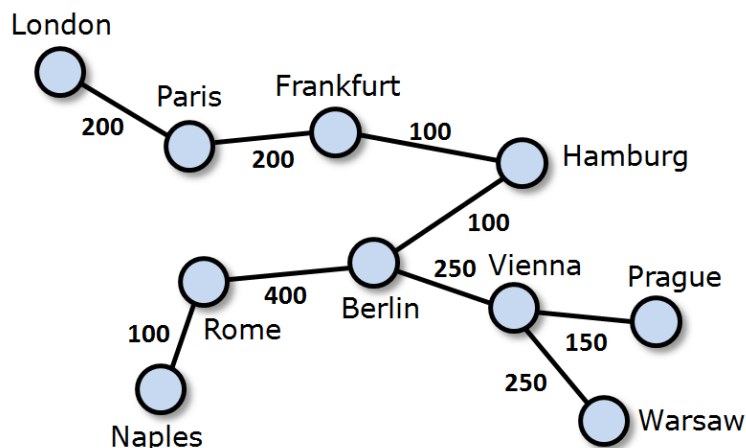 London
Paris
Frankfurt
200
200
100
Hamburg
100
Rome
400
Berlin
250
Vienna
Prague
100
150
250
Naples
Warsaw